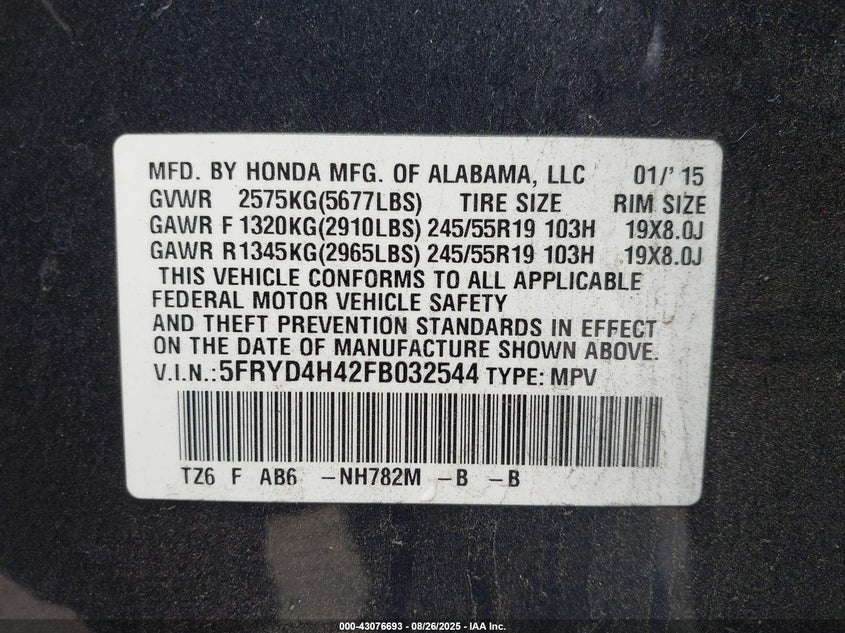 MFD. BY HONDA MFG. OF ALABAMA, LLC 01/' 15
GVWR 2575KG(5677LBS) TIRE SIZE RIM SIZE
GAWR F 1320KG(2910LBS) 245/55R19 103H 19X8.0J
GAWR R 1345KG(2965LBS) 245/55R19 103H 19X8.0J
THIS VEHICLE CONFORMS TO ALL APPLICABLE
FEDERAL MOTOR VEHICLE SAFETY
AND THEFT PREVENTION STANDARDS IN EFFECT
ON THE DATE OF MANUFACTURE SHOWN ABOVE.
V.I.N.:5FRYD4H42FB032544 TYPE: MPV
TZ6 F AB6 -NH782M -B -B
000-43076693 - 08/26/2025 - IAA Inc.